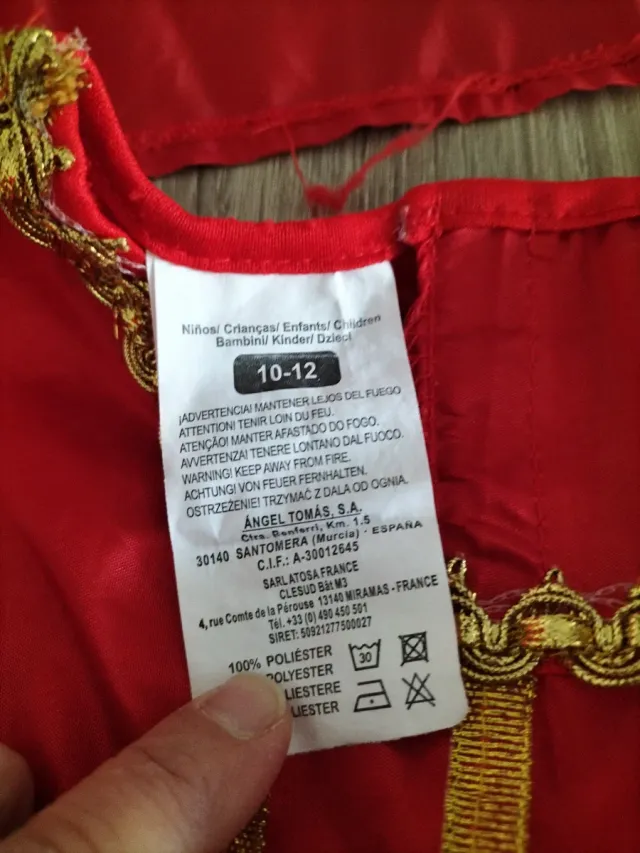 Niños/ Crianças/ Enfants/ Children
Bambini/ Kinder/ Dzieci
10-12
¡ADVERTENCIA! MANTENER LEJOS DEL FUEGO
ATTENTION! TENIR LOIN DU FEU.
ATENÇÃO! MANTER AFASTADO DO FOGO.
AVVERTENZA! TENERE LONTANO DAL FUOCO.
WARNING! KEEP AWAY FROM FIRE.
ACHTUNG! VON FEUER FERNHALTEN.
OSTRZEŻENIE! TRZYMAĆ Z DALA OD OGNIA.
ÁNGEL TOMÁS, S.A.
Ctra. Benferri, Km. 1.5
30140 SANTOMERA (Murcia) - ESPAÑA
C.I.F.: A-30012645
SARLATOSA FRANCE
CLESUD Bât M3
4, rue Comte de la Pérouse 13140 MIRAMAS - FRANCE
Tél. +33 (0) 490 450 501
SIRET: 50921277500027
100% POLIÉSTER
POLYESTER
LIESTERE
LIESTER
30